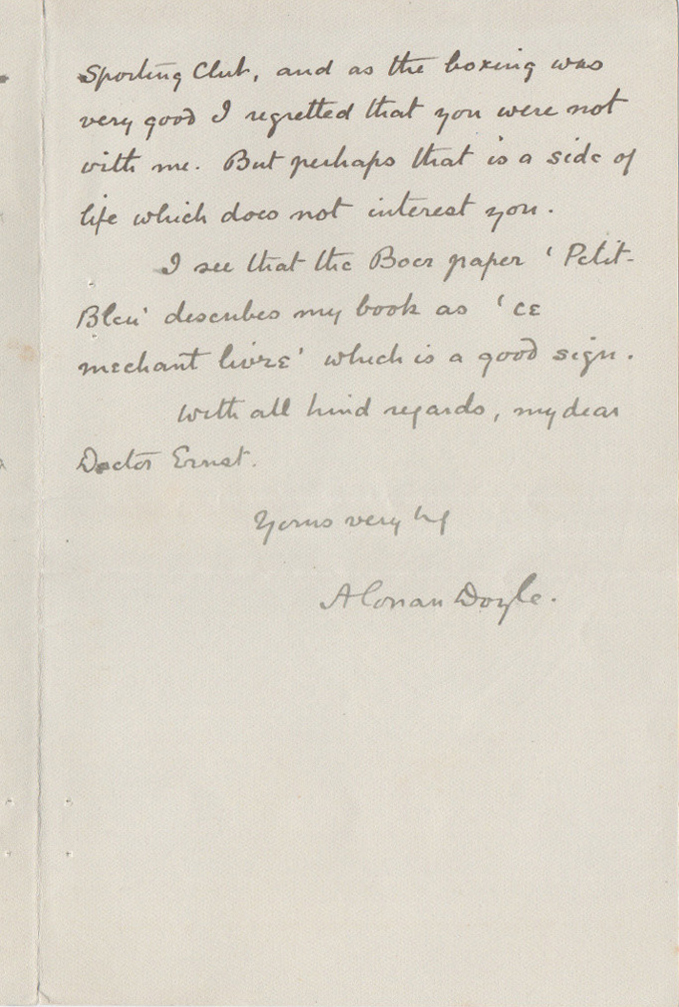 Sporting Club, and as the boxing was
very good I regretted that you were not
with me. But perhaps that is a side of
life which does not interest you.
I see that the Boer paper 'Petit-
Bleu' describes my book as 'ce
mechant livre' which is a good sign.
With all kind regards, my dear
Doctor Ernst.
Yours very
A Conan Doyle.